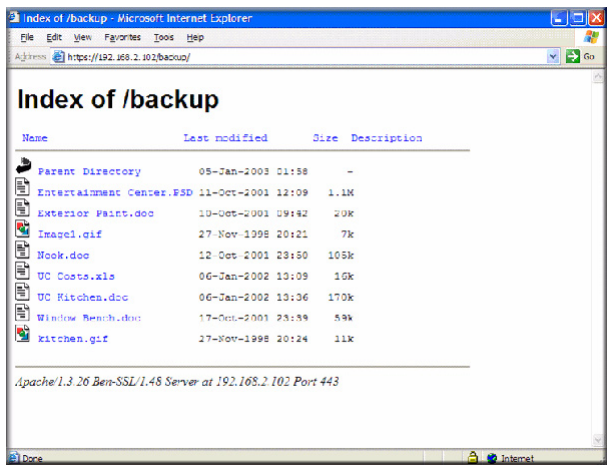 Index of /backup - Microsoft Internet Explorer
File Edit View Favorites Tools Help
Address https://192.168.2.102/backup/ Go
Index of /backup
Name Last modified Size Description
Parent Directory 05-Jan-2003 01:58 -
Entertainment Center.PSD 11-Oct-2001 12:09 1.1M
Exterior Paint.doc 10-Oct-2001 09:42 20k
Image1.gif 27-Nov-1998 20:21 7k
Nook.doc 12-Oct-2001 23:50 105k
UC Costs.xls 06-Jan-2002 13:09 16k
UC Kitchen.doc 06-Jan-2002 13:36 170k
Window Bench.doc 17-Oct-2001 23:39 59k
kitchen.gif 27-Nov-1998 20:24 11k
Apache/1.3.26 Ben-SSL/1.48 Server at 192.168.2.102 Port 443
Done Internet